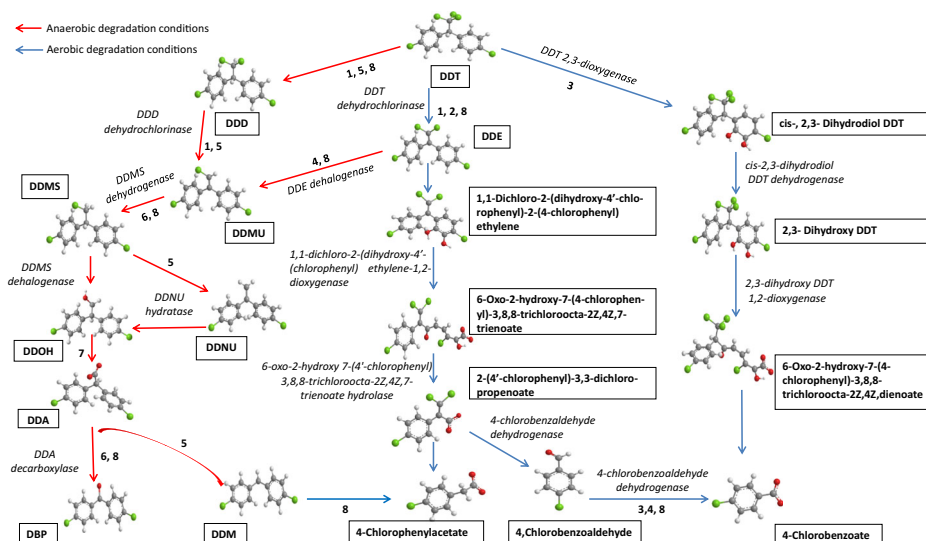 Anaerobic degradation conditions
Aerobic degradation conditions
DDT
1, 5, 8
DDT 2,3-dioxygenase
3
DDT
dehlochlorinase
1, 2, 8
DDD
DDD
dehydrochlorinase
1, 5
DDE
4, 8
DDE dehalogenase
cis-, 2,3- Dihydrodiol DDT
cis-2,3-dihydrodiol
DDT dehydrogenase
DDMS
DDMS
dehydrogenase
6, 8
DDMU
1,1-Dichloro-2-(dihydroxy-4’-chlo-
rophenyl)-2-(4-chlorophenyl)
ethylene
2,3- Dihydroxy DDT
DDMS
dehalogenase
5
DDNU
hydratase
1,1-dichloro-2-(dihydroxy-4’-
(chlorophenyl) ethylene-1,2-
dioxygenase
2,3-dihydroxy DDT
1,2-dioxygenase
6-Oxo-2-hydroxy-7-(4-chlorophen-
yl)-3,8,8-trichloroocta-2Z,4Z,7-
trienoate
DDOH
DDNU
7
6-oxo-2-hydroxy 7-(4’-chlorophenyl)
3,8,8-trichloroocta-2Z,4Z,7-
trienoate hydrolase
2-(4’-chlorophenyl)-3,3-dichloro-
propenoate
6-Oxo-2-hydroxy-7-(4-
chlorophenyl)-3,8,8-
trichloroocta-2Z,4Z,dienoate
DDA
5
4-chlorobenzaldehyde
dehydrogenase
DDA
decarboxylase
6, 8
4-chlorobenzoaldehyde
dehydrogenase
3,4, 8
8
DBP
DDM
4-Chlorophenylacetate
4,Chlorobenzoaldehyde
4-Chlorobenzoate